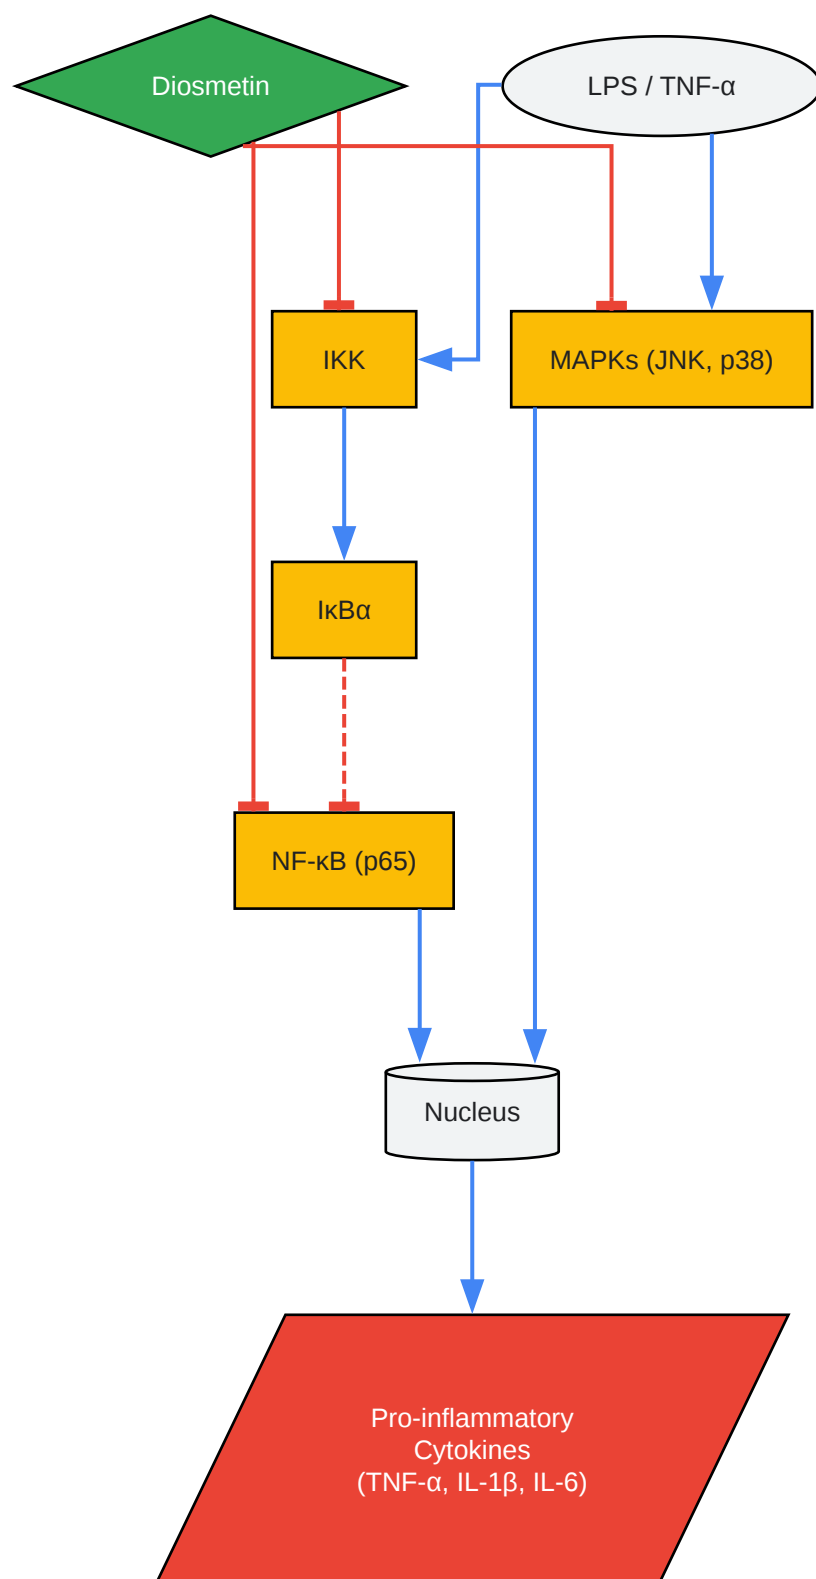 Diosmetin
LPS / TNF-α
IKK
MAPKs (JNK, p38)
IκBα
NF-κB (p65)
Nucleus
Pro-inflammatory
Cytokines
(TNF-α, IL-1β, IL-6)